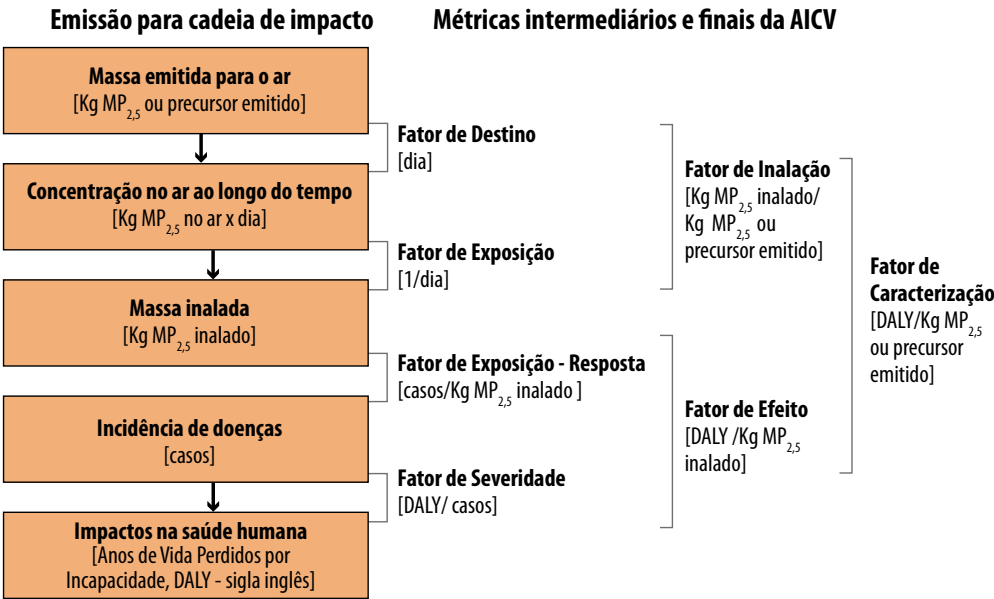 Emissão para cadeia de impacto
Métricas intermediários e finais da AICV
Massa emitida para o ar
[Kg MP2,5 ou precursor emitido]
Fator de Destino
[dia]
Concentração no ar ao longo do tempo
[Kg MP2,5 no ar x dia]
Fator de Exposição
[1/dia]
Massa inalada
[Kg MP2,5 inalado]
Fator de Exposição - Resposta
[casos/Kg MP2,5 inalado ]
Incidência de doenças
[casos]
Fator de Severidade
[DALY/ casos]
Impactos na saúde humana
[Anos de Vida Perdidos por
Incapacidade, DALY - sigla inglês]
Fator de Inalação
[Kg MP2,5 inalado/
Kg MP2,5 ou
precursor emitido]
Fator de Efeito
[DALY /Kg MP2,5
inalado]
Fator de
Caracterização
[DALY/Kg MP2,5
ou precursor
emitido]